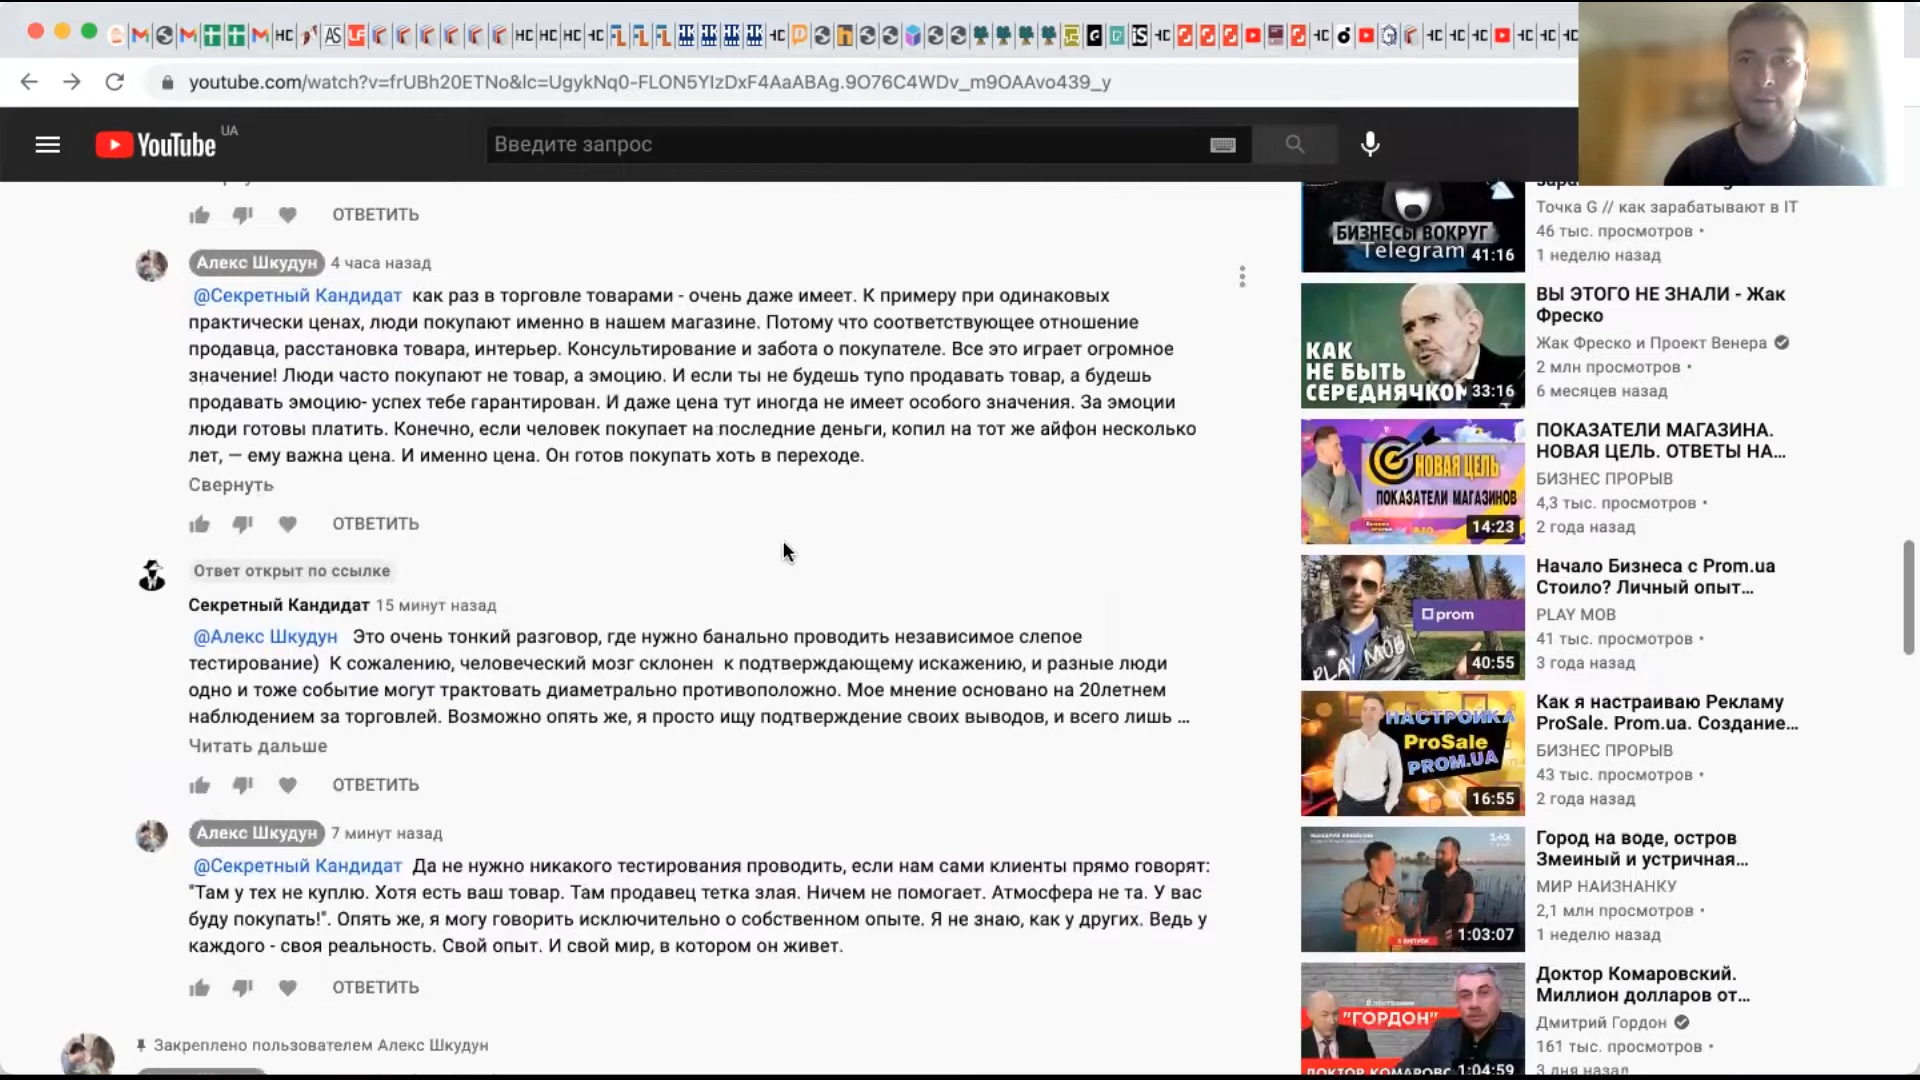 youtube.com/watch?v=frUBh20ETNo&lc=UgykNq0-FLON5YIzDxF4AaABAg.9O76C4WDv_m9OAAvo439_y
YouTube UA
Введите запрос
ОТВЕТИТЬ
Алекс Шкудун 4 часа назад
@Секретный Кандидат как раз в торговле товарами - очень даже имеет. К примеру при одинаковых
практически ценах, люди покупают именно в нашем магазине. Потому что соответствующее отношение
продавца, расстановка товара, интерьер. Консультирование и забота о покупателе. Все это играет огромное
значение! Люди часто покупают не товар, а эмоцию. И если ты не будешь тупо продавать товар, а будешь
продавать эмоцию- успех тебе гарантирован. И даже цена тут иногда не имеет особого значения. За эмоции
люди готовы платить. Конечно, если человек покупает на последние деньги, копил на тот же айфон несколько
лет, — ему важна цена. И именно цена. Он готов покупать хоть в переходе.
Свернуть
ОТВЕТИТЬ
Ответ открыт по ссылке
Секретный Кандидат 15 минут назад
@Алекс Шкудун Это очень тонкий разговор, где нужно банально проводить независимое слепое
тестирование) К сожалению, человеческий мозг склонен к подтверждающему искажению, и разные люди
одно и тоже событие могут трактовать диаметрально противоположно. Мое мнение основано на 20летнем
наблюдением за торговлей. Возможно опять же, я просто ищу подтверждение своих выводов, и всего лишь ...
Читать дальше
ОТВЕТИТЬ
Алекс Шкудун 7 минут назад
@Секретный Кандидат Да не нужно никакого тестирования проводить, если нам сами клиенты прямо говорят:
"Там у тех не куплю. Хотя есть ваш товар. Там продавец тетка злая. Ничем не помогает. Атмосфера не та. У вас
буду покупать!". Опять же, я могу говорить исключительно о собственном опыте. Я не знаю, как у других. Ведь у
каждого - своя реальность. Свой опыт. И свой мир, в котором он живет.
ОТВЕТИТЬ
Закреплено пользователем Алекс Шкудун
БИЗНЕСЫ ВОКРУГ
Telegram 41:16
Точка G // как зарабатывают в IT
46 тыс. просмотров •
1 неделю назад
КАК
НЕ БЫТЬ
СЕРЕДНЯЧКОМ 33:16
ВЫ ЭТОГО НЕ ЗНАЛИ - Жак
Фреско
Жак Фреско и Проект Венера
2 млн просмотров •
6 месяцев назад
НОВАЯ ЦЕЛЬ
ПОКАЗАТЕЛИ МАГАЗИНОВ
14:23
ПОКАЗАТЕЛИ МАГАЗИНА.
НОВАЯ ЦЕЛЬ. ОТВЕТЫ НА...
БИЗНЕС ПРОРЫВ
4,3 тыс. просмотров •
2 года назад
prom
PLAY MOB
40:55
Начало Бизнеса с Prom.ua
Стоило? Личный опыт...
PLAY MOB
41 тыс. просмотров •
3 года назад
НАСТРОЙКА
ProSale
PROM.UA
16:55
Как я настраиваю Рекламу
ProSale. Prom.ua. Создание...
БИЗНЕС ПРОРЫВ
43 тыс. просмотров •
2 года назад
1+1
1:03:07
Город на воде, остров
Змеиный и устричная...
МИР НАИЗНАНКУ
2,1 млн просмотров •
1 неделю назад
"ГОРДОН"
1:04:59
Доктор Комаровский.
Миллион долларов от...
Дмитрий Гордон
161 тыс. просмотров •
3 дня назад